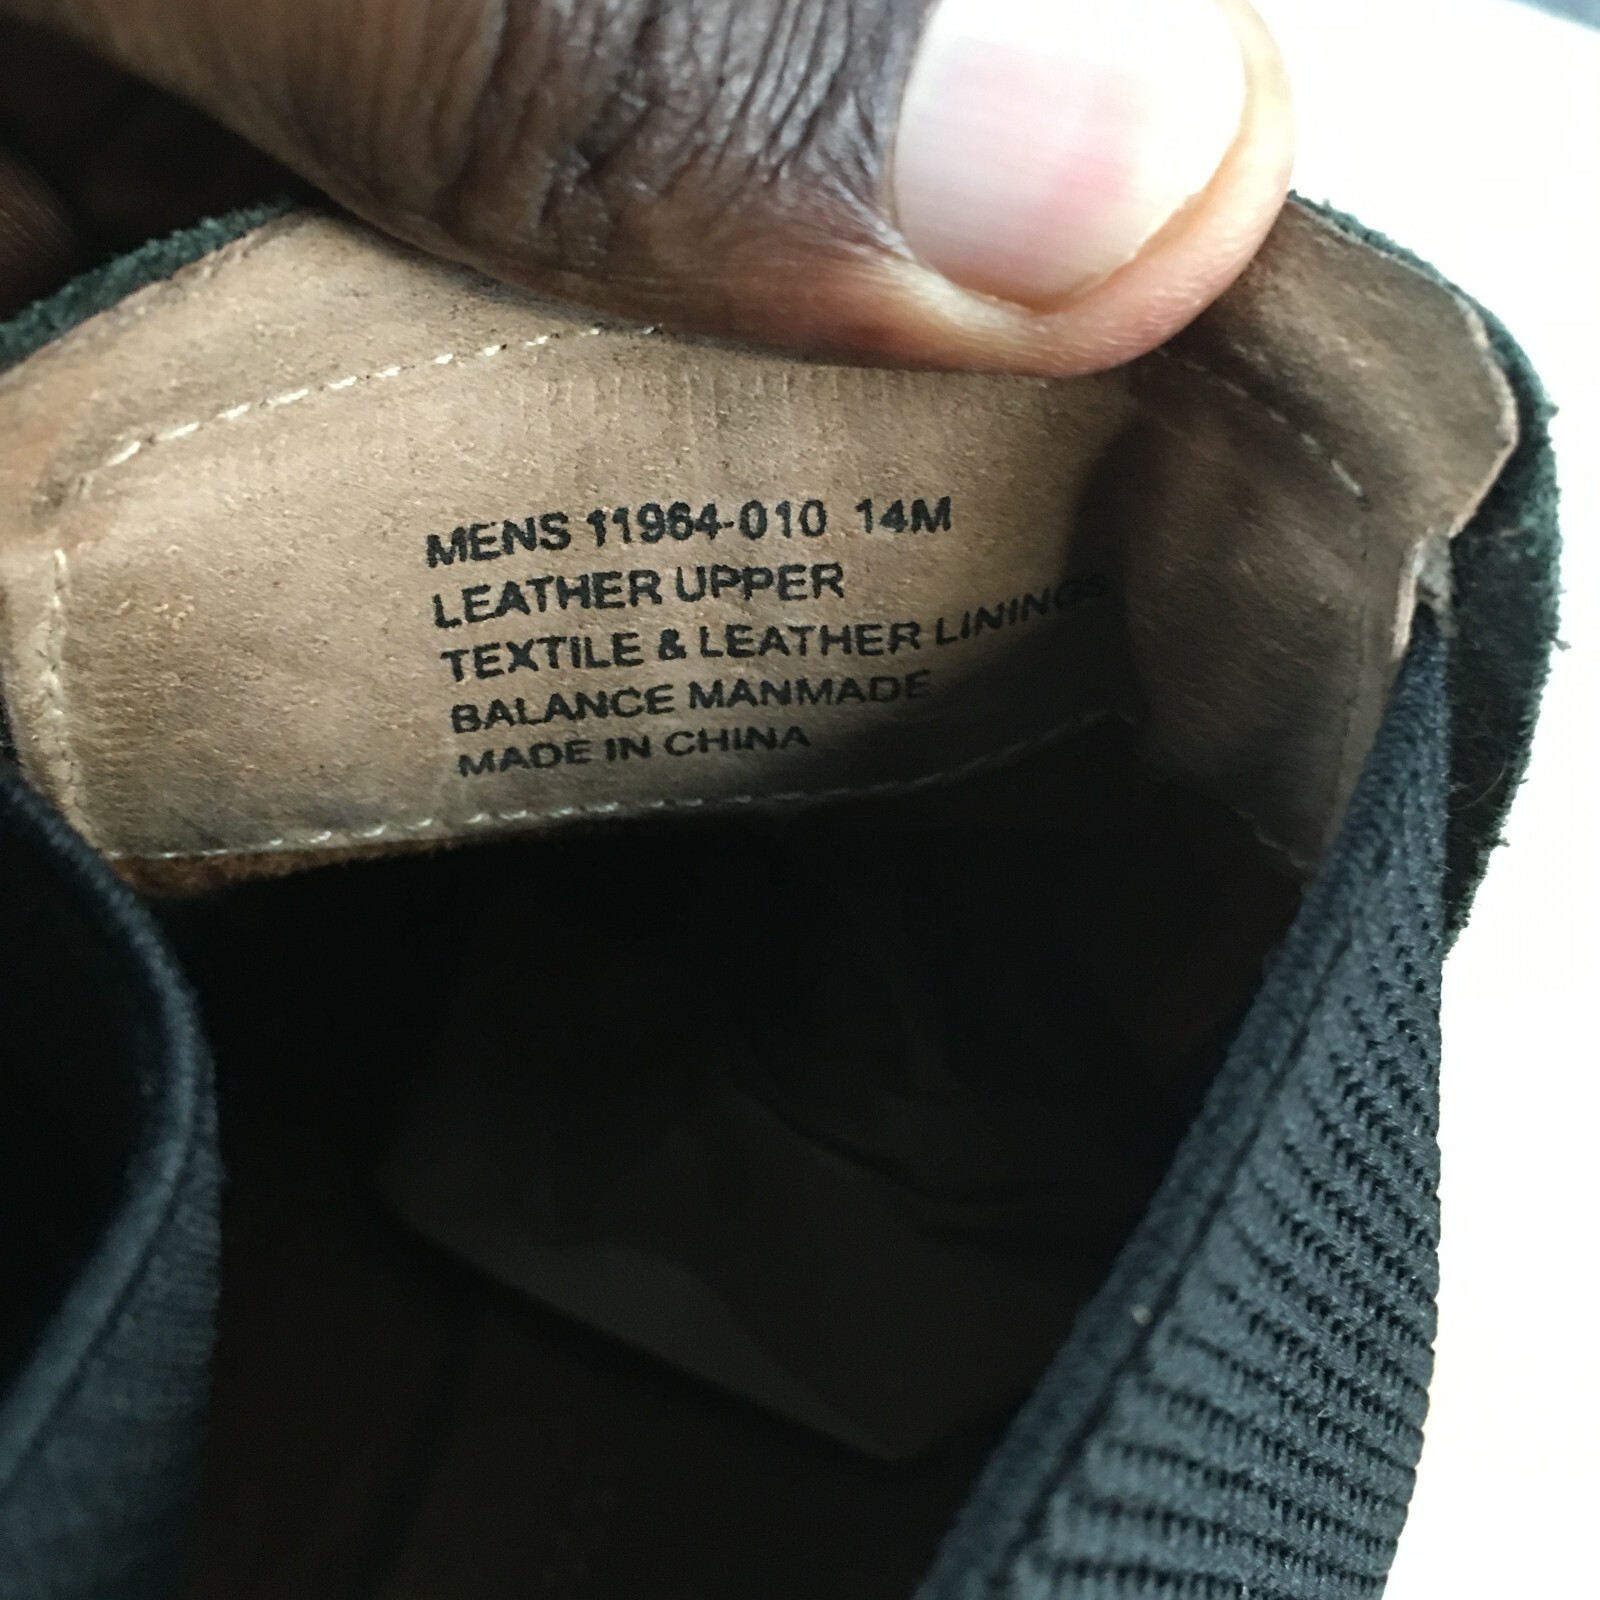 MENS 11964-010 14M
LEATHER UPPER
TEXTILE & LEATHER LININGS
BALANCE MANMADE
MADE IN CHINA